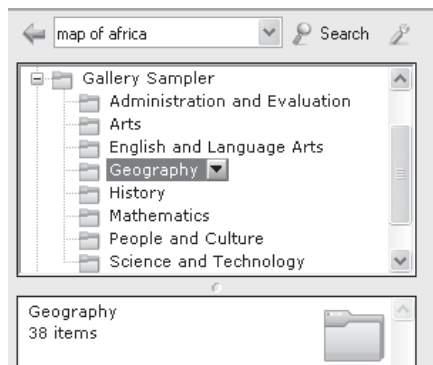 map of africa Search
Gallery Sampler
Administration and Evaluation
Arts
English and Language Arts
Geography
History
Mathematics
People and Culture
Science and Technology
Geography
38 items